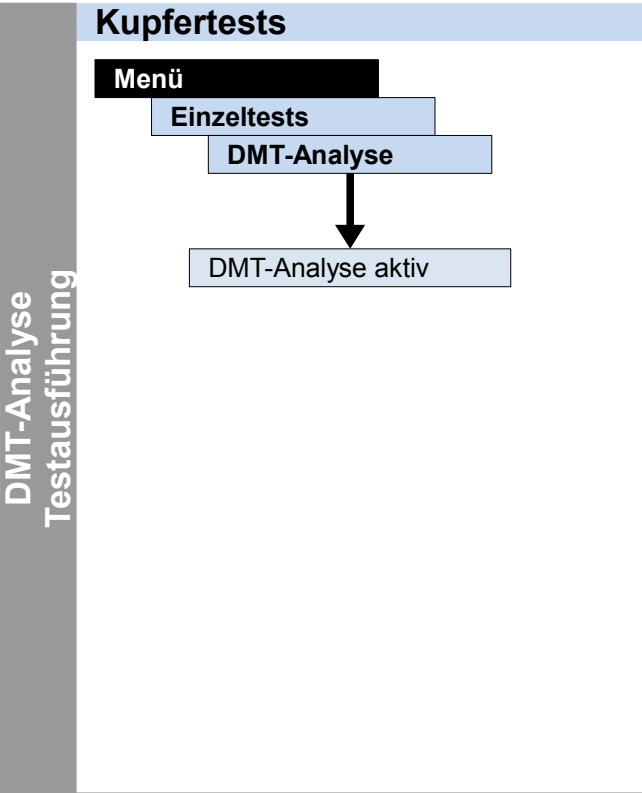 Kupfertests
Menü
Einzeltests
DMT-Analyse
DMT-Analyse aktiv
DMT-Analyse
Testausführung